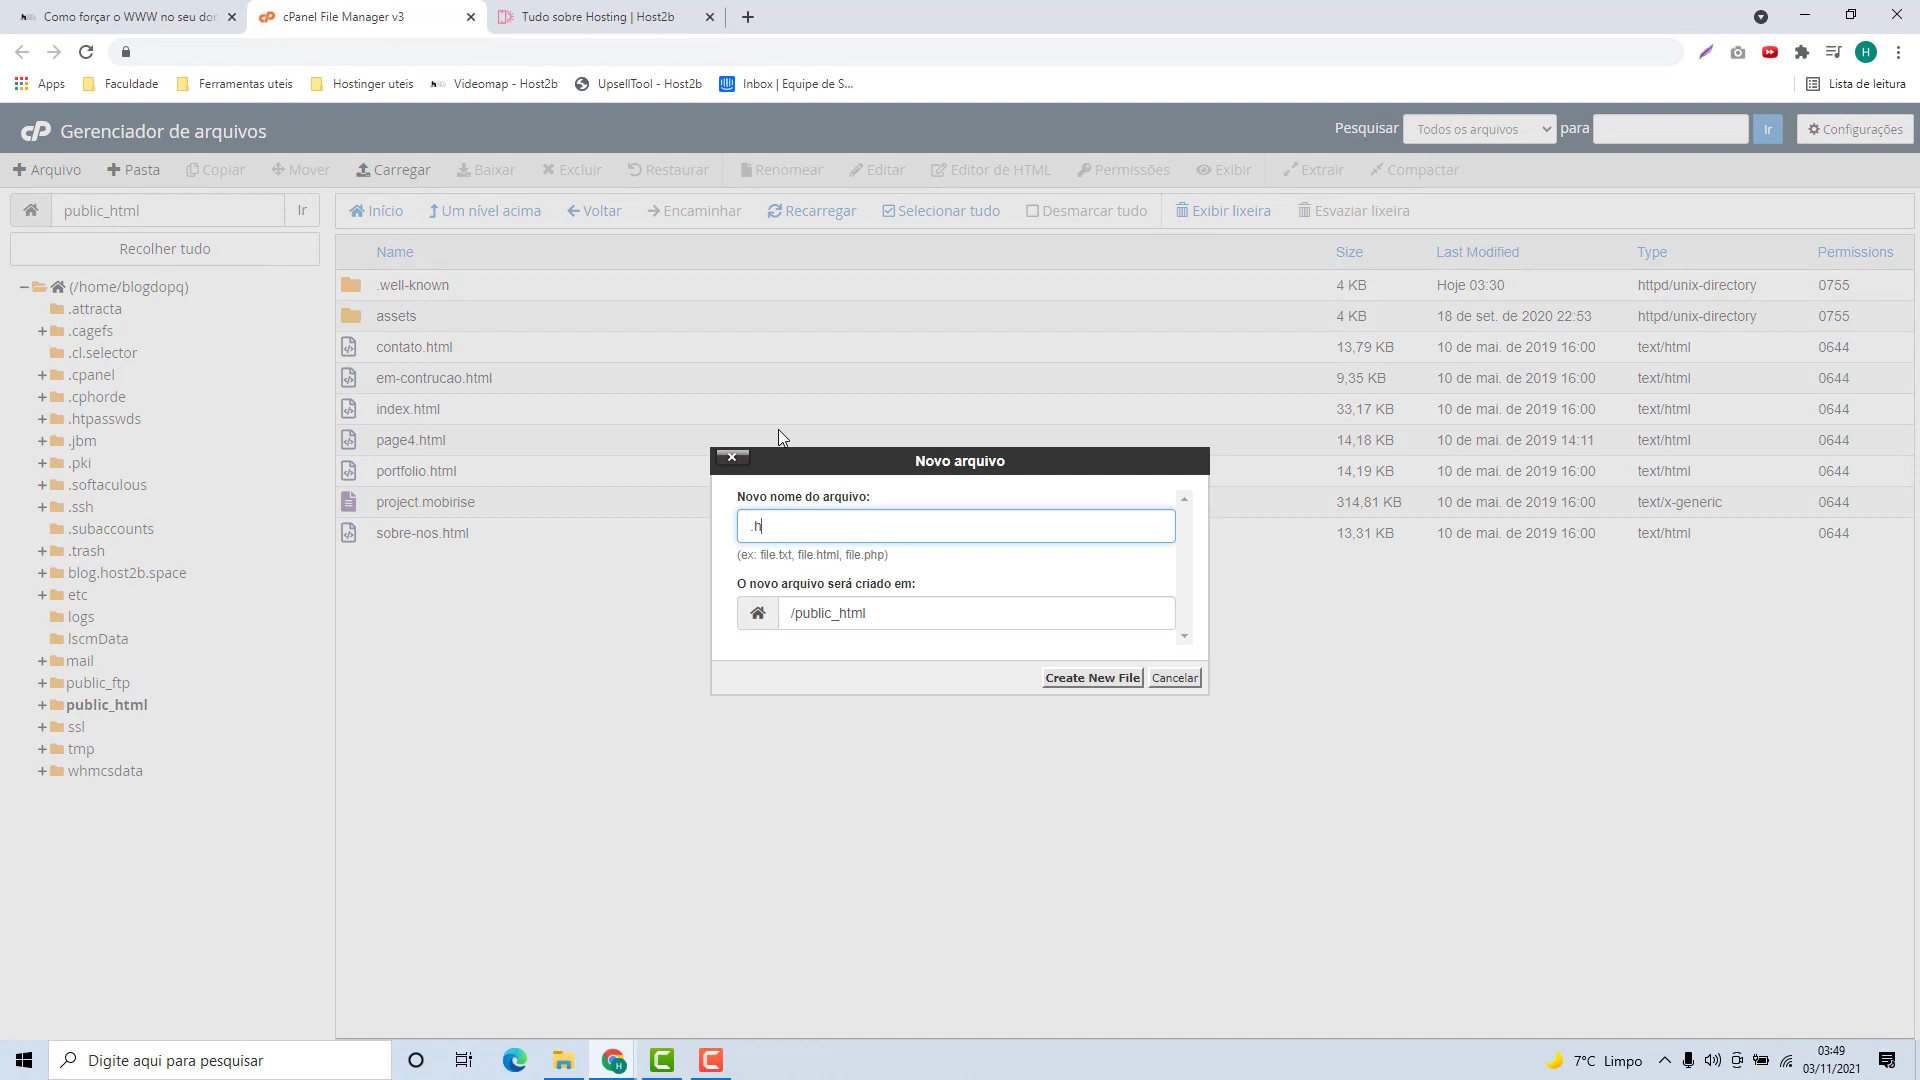 Como forçar o WWW no seu dor
cPanel File Manager v3
Tudo sobre Hosting | Host2b
H
Apps
Faculdade
Ferramentas uteis
Hostinger uteis
Videomap - Host2b
UpsellTool - Host2b
Inbox | Equipe de S...
Lista de leitura
cP Gerenciador de arquivos
Pesquisar
Todos os arquivos
para
Ir
Configurações
Arquivo
Pasta
Copiar
Mover
Carregar
Baixar
Excluir
Restaurar
Renomear
Editar
Editor de HTML
Permissões
Exibir
Extrair
Compactar
public_html
Ir
Início
Um nível acima
Voltar
Encaminhar
Recarregar
Selecionar tudo
Desmarcar tudo
Exibir lixeira
Esvaziar lixeira
Recolher tudo
(/home/blogdopq)
.attracta
.cagefs
.cl.selector
.cpanel
.cphorde
.htpasswds
.jbm
.pki
.softaculous
.ssh
.subaccounts
.trash
blog.host2b.space
etc
logs
lscmData
mail
public_ftp
public_html
ssl
tmp
whmcsdata
Name Size Last Modified Type Permissions
.well-known 4 KB Hoje 03:30 httpd/unix-directory 0755
assets 4 KB 18 de set. de 2020 22:53 httpd/unix-directory 0755
contato.html 13,79 KB 10 de mai. de 2019 16:00 text/html 0644
em-contrucao.html 9,35 KB 10 de mai. de 2019 16:00 text/html 0644
index.html 33,17 KB 10 de mai. de 2019 16:00 text/html 0644
page4.html 14,18 KB 10 de mai. de 2019 14:11 text/html 0644
portfolio.html 14,19 KB 10 de mai. de 2019 16:00 text/html 0644
project.mobirise 314,81 KB 10 de mai. de 2019 16:00 text/x-generic 0644
sobre-nos.html 13,31 KB 10 de mai. de 2019 16:00 text/html 0644
Novo arquivo
Novo nome do arquivo:
.h
(ex: file.txt, file.html, file.php)
O novo arquivo será criado em:
/public_html
Create New File
Cancelar
Digite aqui para pesquisar
7°C Limpo
03:49
03/11/2021